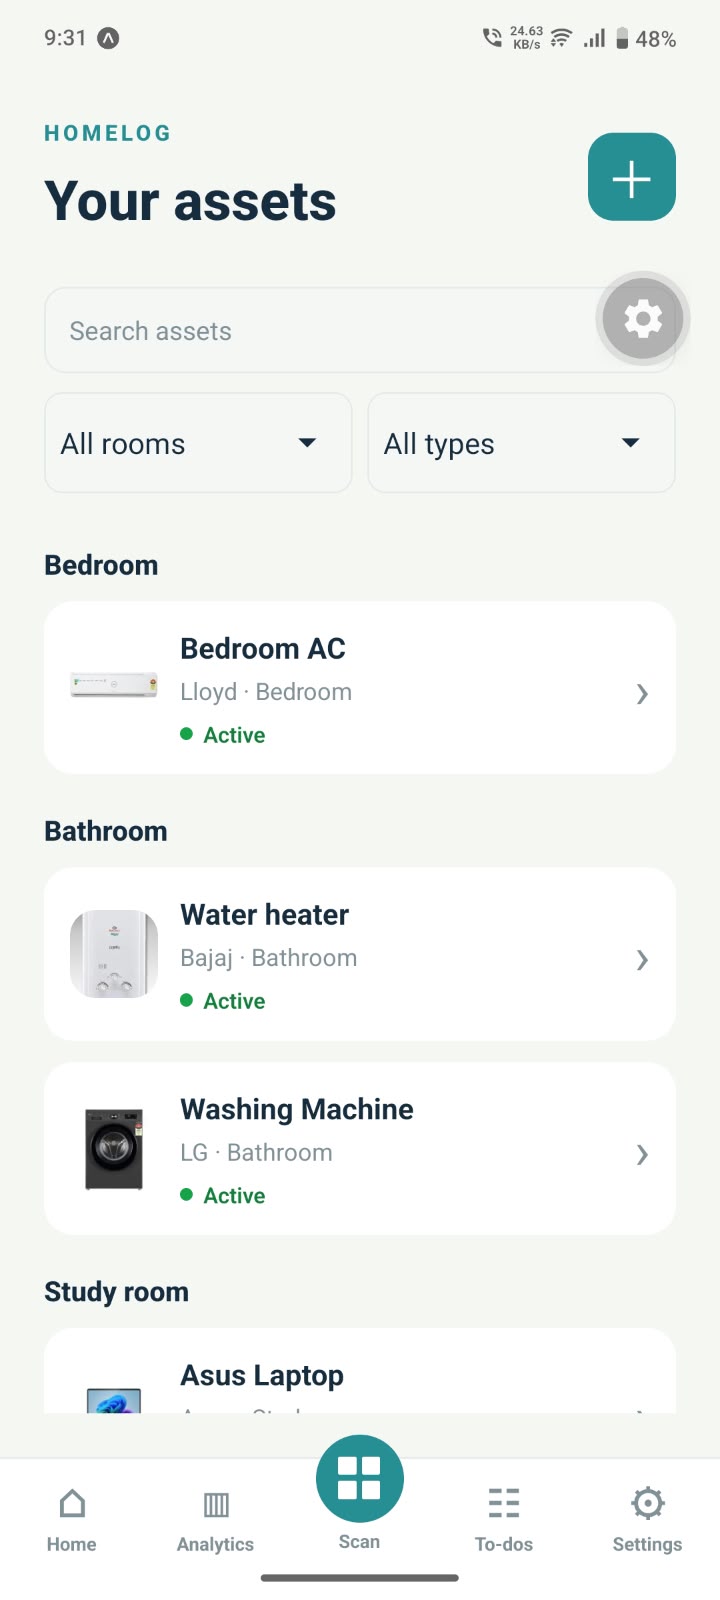 9:31
24.63
KB/s
48%
HOMELOG
Your assets
Search assets
All rooms
All types
Bedroom
Bedroom AC
Lloyd · Bedroom
Active
Bathroom
Water heater
Bajaj · Bathroom
Active
Washing Machine
LG · Bathroom
Active
Study room
Asus Laptop
Home
Analytics
Scan
To-dos
Settings